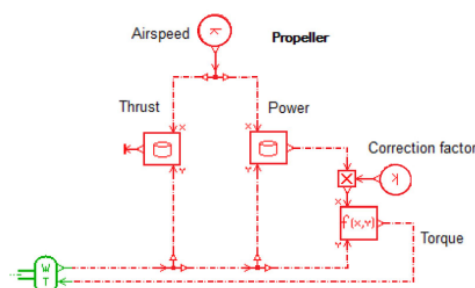 Airspeed
Propeller
K
Thrust
Power
X
X
Y
Y
Correction factor
K
X
f(x,y)
Y
Torque
W
T